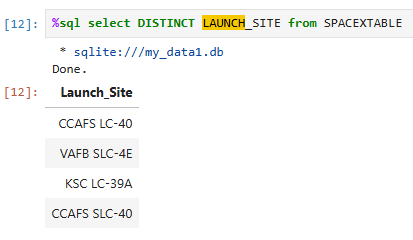 [12]: %sql select DISTINCT LAUNCH_SITE from SPACEXTABLE
* sqlite:///my_data1.db
Done.
[12]: Launch_Site
CCAFS LC-40
VAFB SLC-4E
KSC LC-39A
CCAFS SLC-40